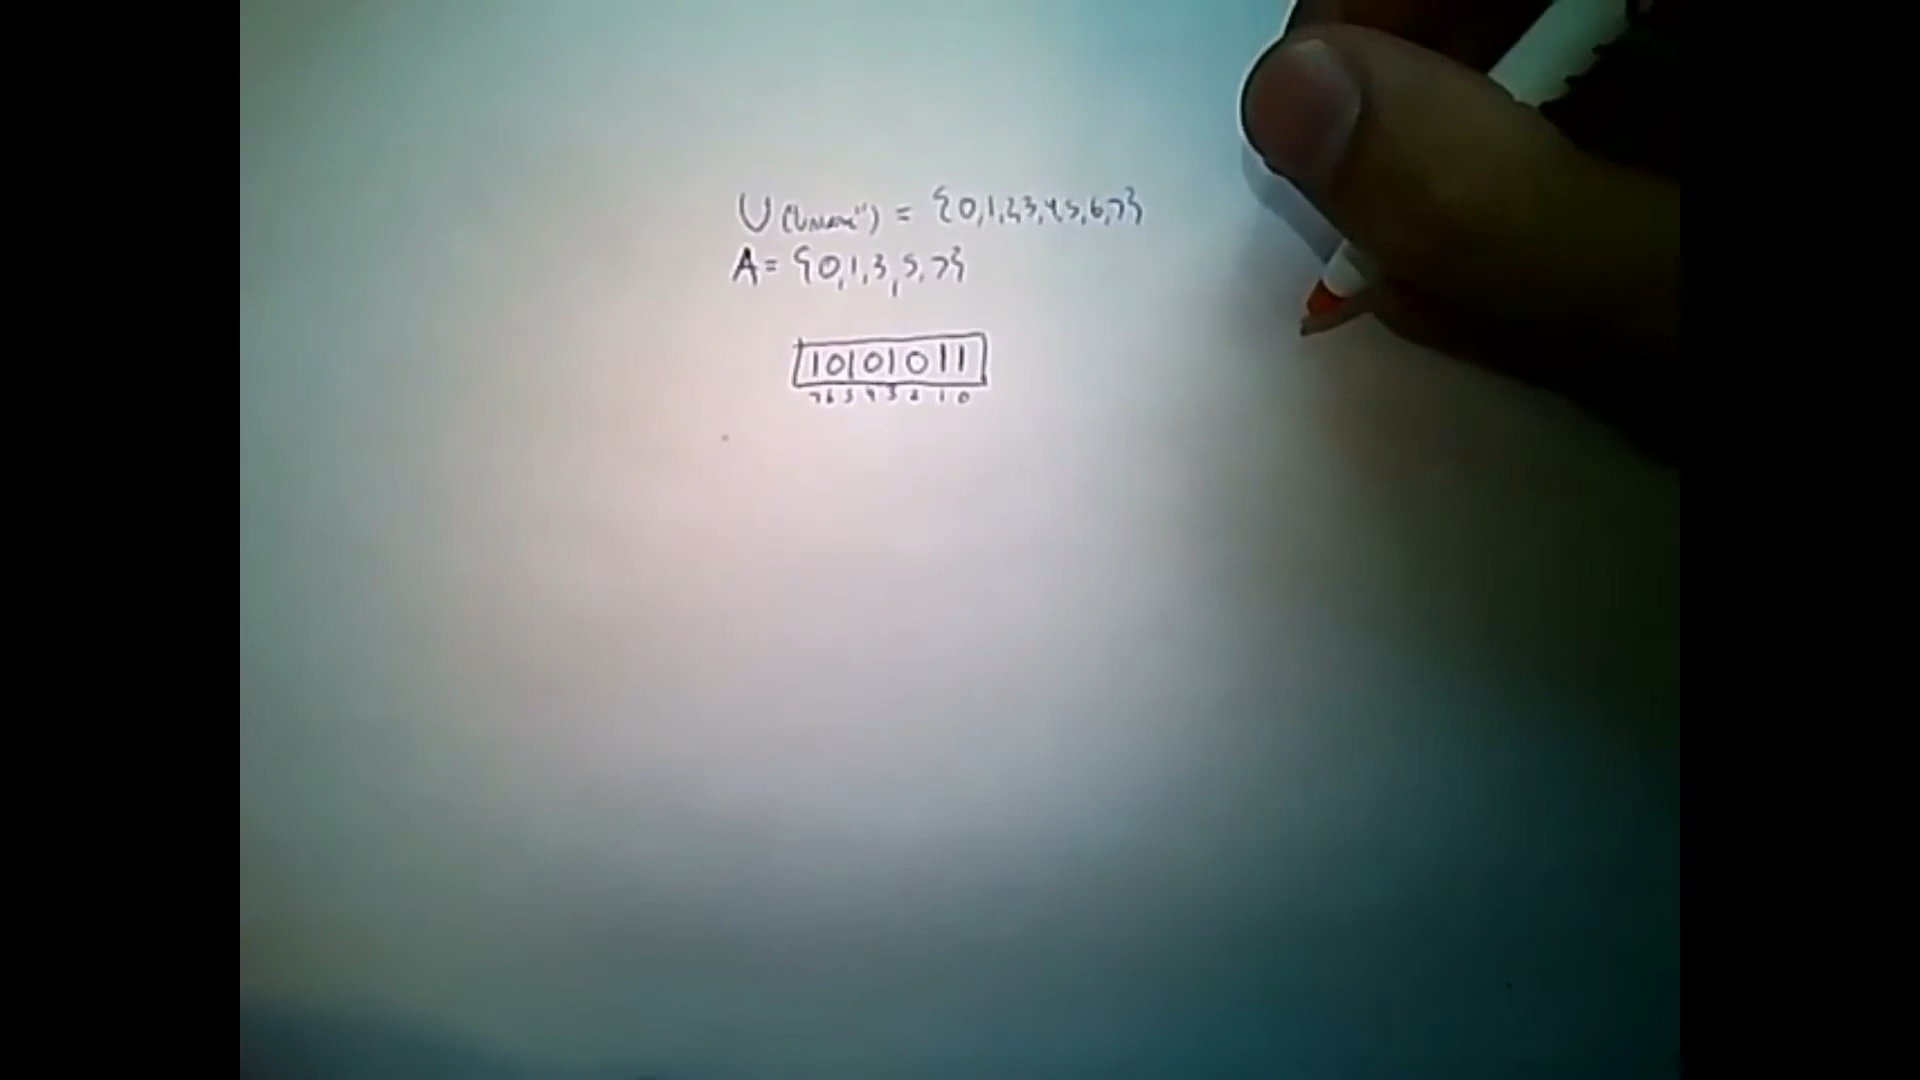 U = {0,1,2,3,4,5,6,7}
A = {0,1,3,5,7}
10101011
7 6 5 4 3 2 1 0